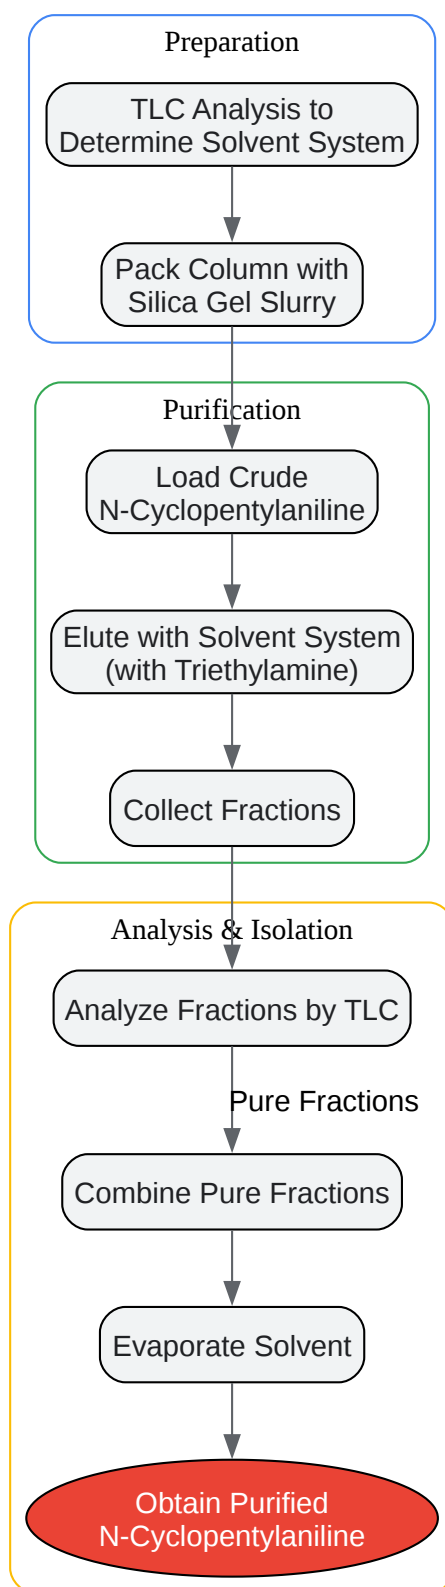 Preparation
TLC Analysis to
Determine Solvent System
Pack Column with
Silica Gel Slurry
Purification
Load Crude
N-Cyclopentylaniline
Elute with Solvent System
(with Triethylamine)
Collect Fractions
Analysis & Isolation
Analyze Fractions by TLC
Pure Fractions
Combine Pure Fractions
Evaporate Solvent
Obtain Purified
N-Cyclopentylaniline